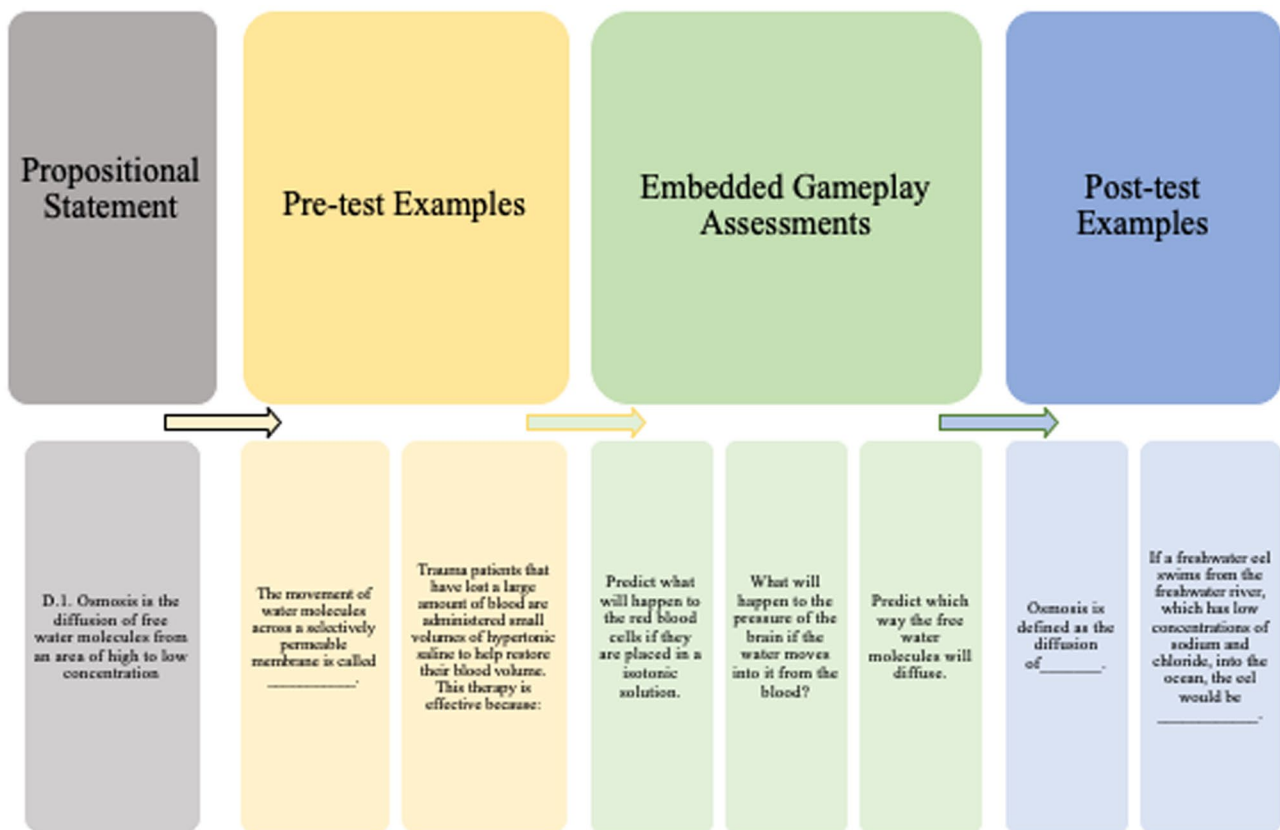 Propositional
Statement
Pre-test Examples
Embedded Gameplay
Assessments
Post-test
Examples
D.1. Osmosis is the
diffusion of free
water molecules from
an area of high to low
concentration
The movement of
water molecules
across a selectively
permeable
membrane is called
____________.
Trauma patients that
have lost a large
amount of blood are
administered small
volumes of hypertonic
saline to help restore
their blood volume.
This therapy is
effective because:
Predict what
will happen to
the red blood
cells if they
are placed in a
isotonic
solution.
What will
happen to the
pressure of the
brain if the
water moves
into it from the
blood?
Predict which
way the free
water
molecules will
diffuse.
Osmosis is
defined as the
diffusion
of________.
If a freshwater eel
swims from the
freshwater river,
which has low
concentrations of
sodium and
chloride, into the
ocean, the eel
would be
______________.